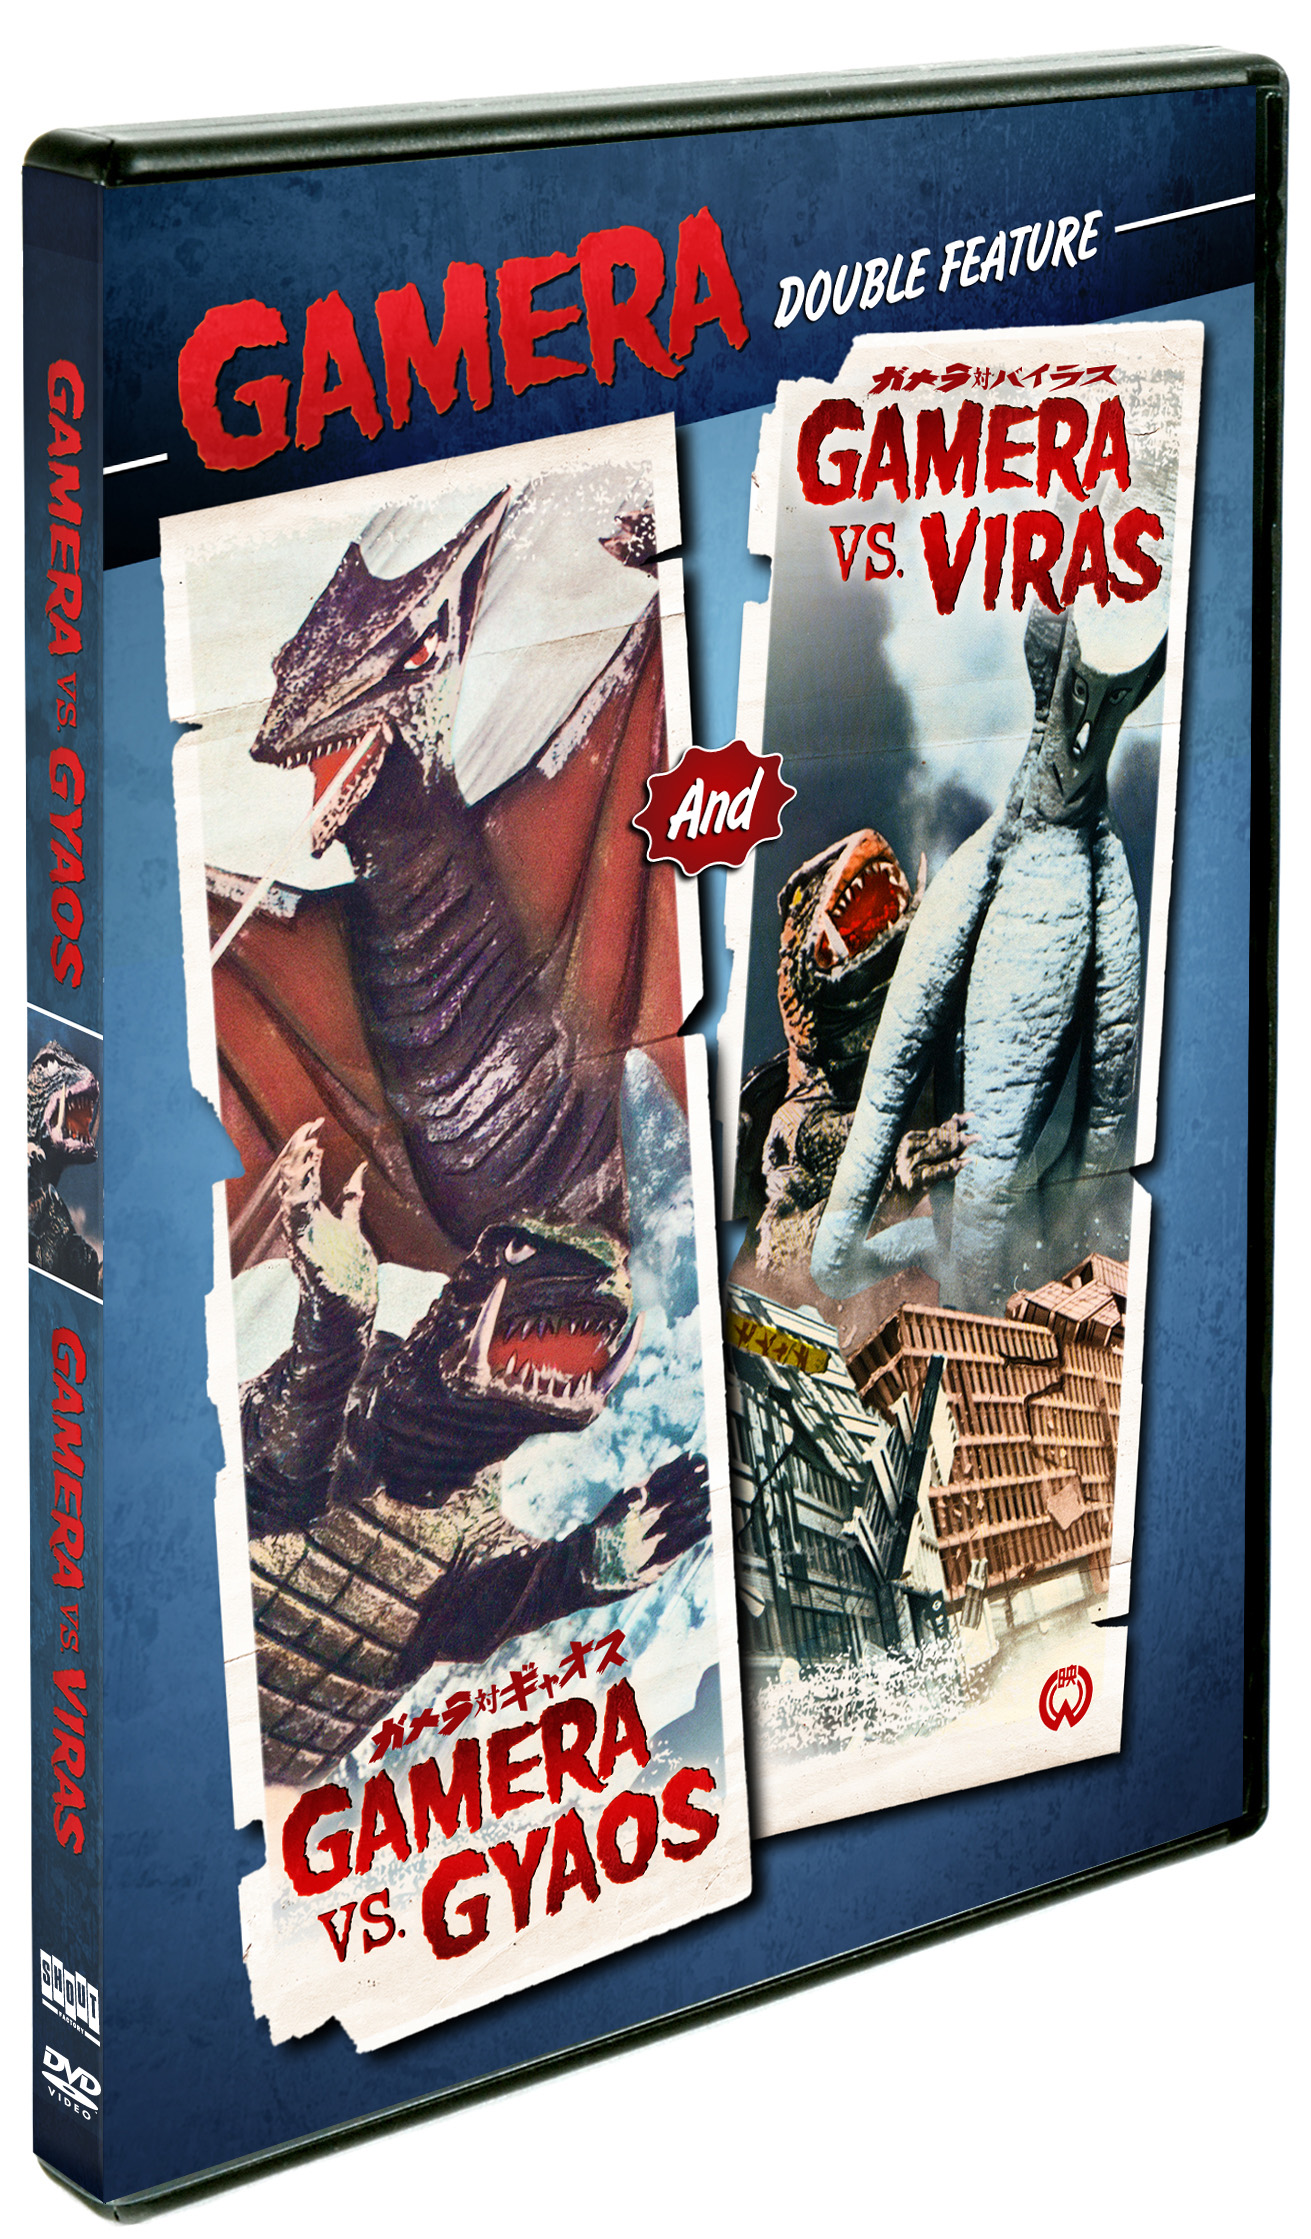 GAMERA
DOUBLE FEATURE
ガメラ対バイラス
GAMERA
VS. VIRAS
And
ガメラ対ギャオス
GAMERA
VS. GYAOS
映
GAMERA VS. GYAOS
GAMERA VS. VIRAS
SHOUT
FACTORY
DVD
VIDEO